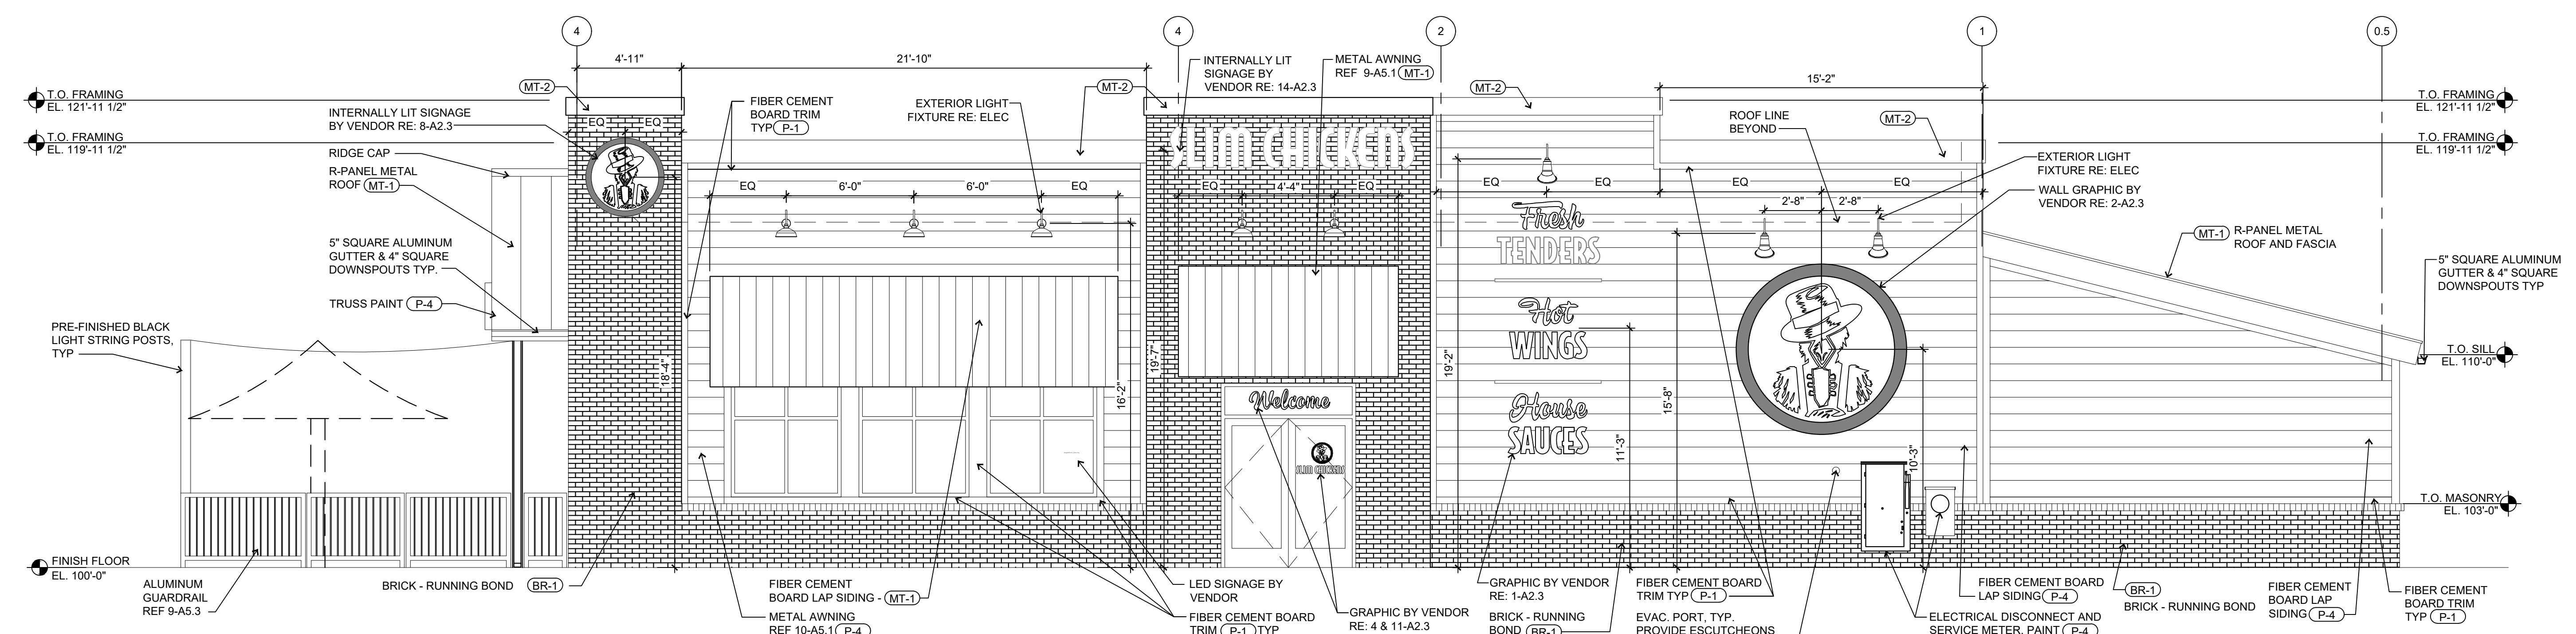 4
4
2
1
0.5
4'-11"
21'-10"
15'-2"
T.O. FRAMING
EL. 121'-11 1/2"
T.O. FRAMING
EL. 119'-11 1/2"
MT-2
INTERNALLY LIT SIGNAGE
BY VENDOR RE: 8-A2.3
RIDGE CAP
R-PANEL METAL
ROOF MT-1
5" SQUARE ALUMINUM
GUTTER & 4" SQUARE
DOWNSPOUTS TYP.
TRUSS PAINT P-4
PRE-FINISHED BLACK
LIGHT STRING POSTS,
TYP
FINISH FLOOR
EL. 100'-0"
ALUMINUM
GUARDRAIL
REF 9-A5.3
BRICK - RUNNING BOND BR-1
EQ
EQ
18'-4"
FIBER CEMENT
BOARD TRIM
TYP P-1
EXTERIOR LIGHT
FIXTURE RE: ELEC
MT-2
EQ
6'-0"
6'-0"
EQ
16'-2"
19'-7"
FIBER CEMENT
BOARD LAP SIDING - MT-1
METAL AWNING
REF 10-A5.1 P-4
INTERNALLY LIT
SIGNAGE BY
VENDOR RE: 14-A2.3
METAL AWNING
REF 9-A5.1 MT-1
SLIM CHICKENS
EQ
4'-4"
EQ
Welcome
SLIM CHICKENS
LED SIGNAGE BY
VENDOR
FIBER CEMENT BOARD
TRIM P-1 TYP
GRAPHIC BY VENDOR
RE: 4 & 11-A2.3
MT-2
EQ
EQ
EQ
EQ
19'-2"
Fresh
TENDERS
Hot
WINGS
House
SAUCES
11'-3"
15'-8"
2'-8"
2'-8"
10'-3"
ROOF LINE
BEYOND
MT-2
EXTERIOR LIGHT
FIXTURE RE: ELEC
WALL GRAPHIC BY
VENDOR RE: 2-A2.3
GRAPHIC BY VENDOR
RE: 1-A2.3
BRICK - RUNNING
BOND BR-1
FIBER CEMENT BOARD
TRIM TYP P-1
EVAC. PORT, TYP.
PROVIDE ESCUTCHEONS
FIBER CEMENT BOARD
LAP SIDING P-4
ELECTRICAL DISCONNECT AND
SERVICE METER, PAINT P-4
BR-1
BRICK - RUNNING BOND
FIBER CEMENT
BOARD LAP
SIDING P-4
FIBER CEMENT
BOARD TRIM
TYP P-1
T.O. FRAMING
EL. 121'-11 1/2"
T.O. FRAMING
EL. 119'-11 1/2"
MT-1 R-PANEL METAL
ROOF AND FASCIA
5" SQUARE ALUMINUM
GUTTER & 4" SQUARE
DOWNSPOUTS TYP
T.O. SILL
EL. 110'-0"
T.O. MASONRY
EL. 103'-0"